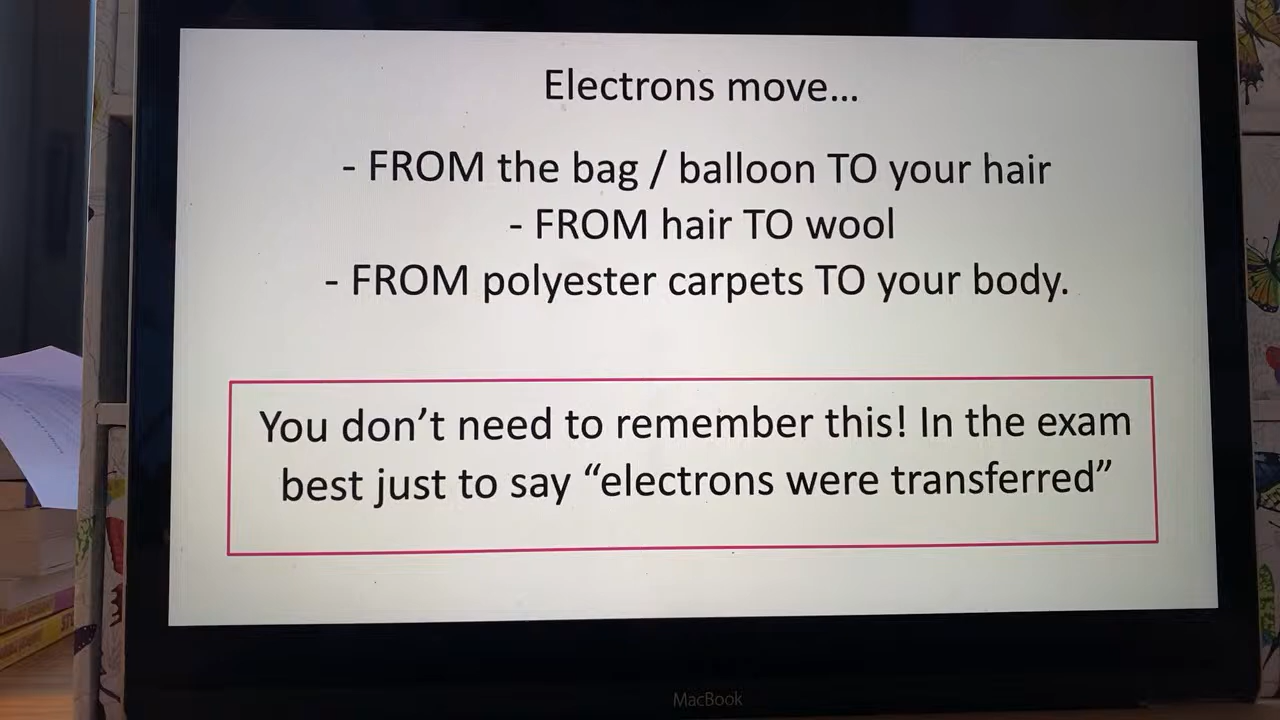 Electrons move...
- FROM the bag / balloon TO your hair
- FROM hair TO wool
- FROM polyester carpets TO your body.
You don’t need to remember this! In the exam
best just to say “electrons were transferred”
MacBook